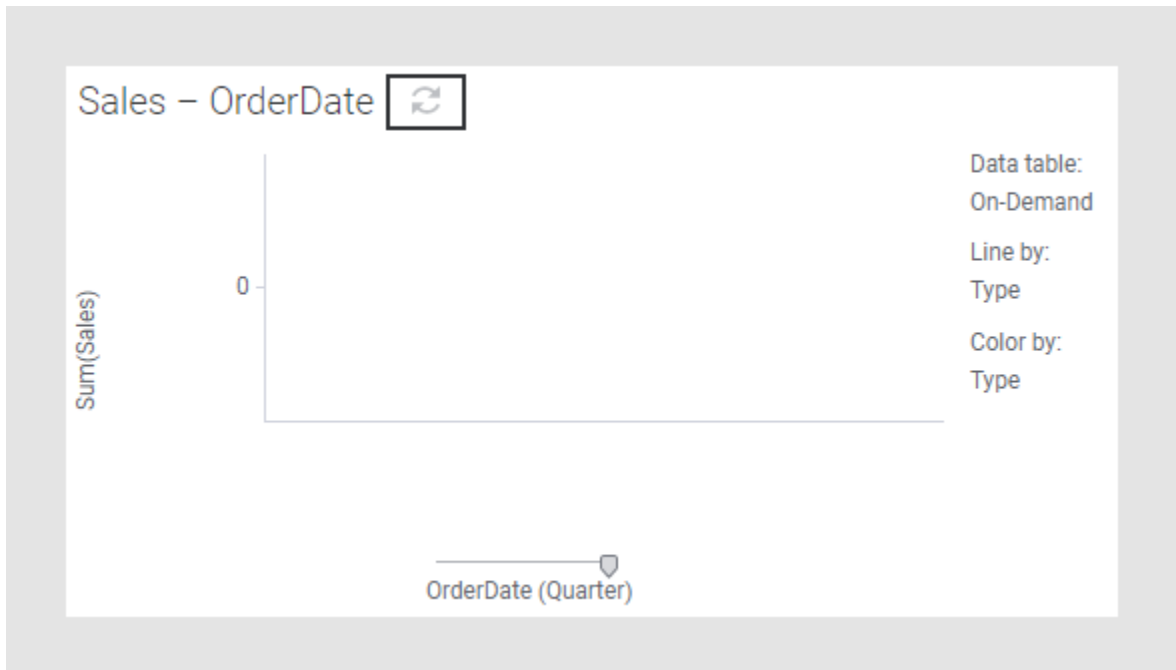 Sales – OrderDate
Data table:
On-Demand
Line by:
Type
Color by:
Type
0
Sum(Sales)
OrderDate (Quarter)